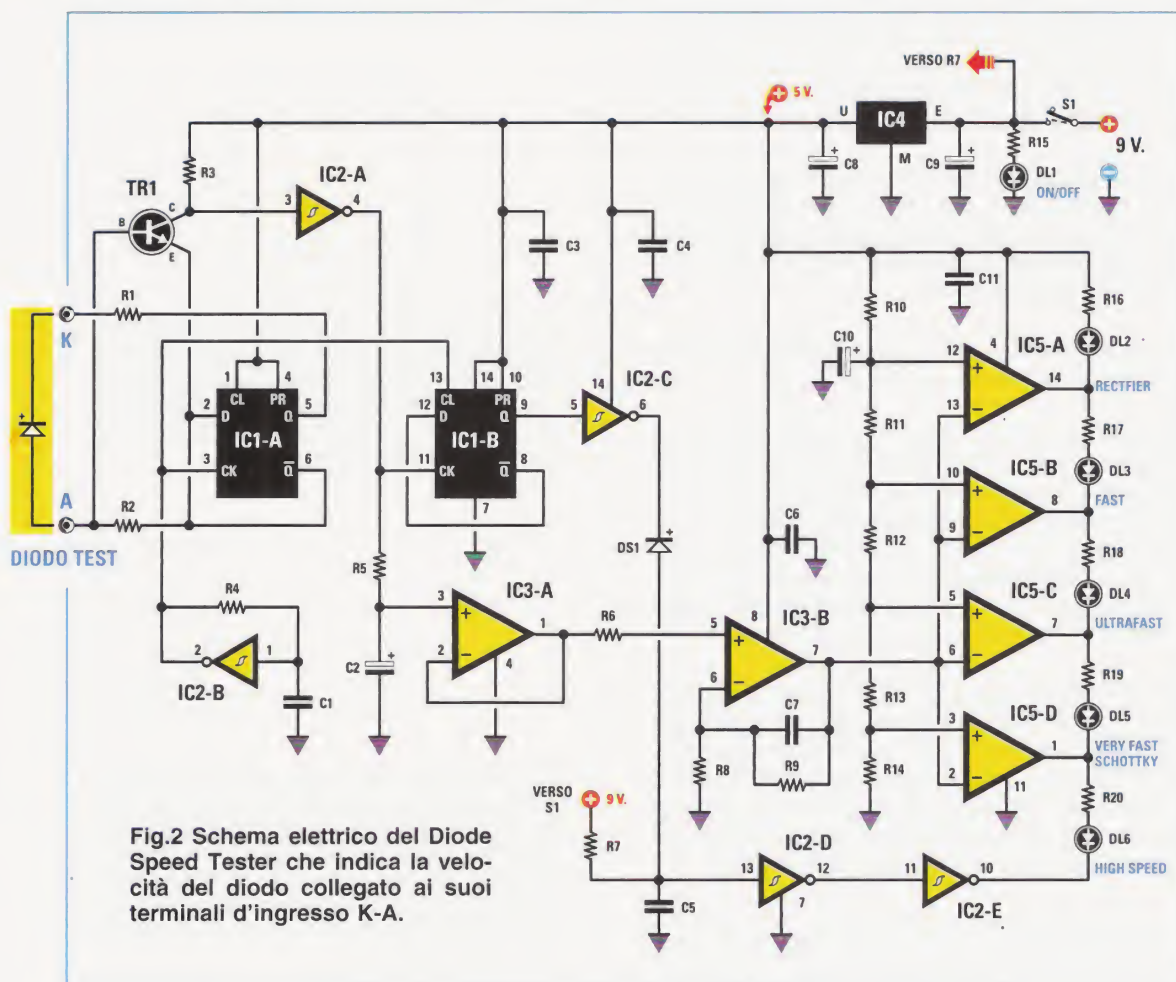 VERSO R7
5 V.
U
IC4
E
S1
9 V.
R15
C8
M
C9
DL1
ON/OFF
R3
TR1
IC2-A
C
B
E
3
4
C3
C4
R10
C11
R16
DL2
R1
K
C10
12
13
4
IC5-A
14
RECTFIER
1
4
CL
PR
2
D
Q
5
IC1-A
3
CK
Q
6
13
14
10
CL
PR
12
D
Q
9
IC1-B
11
CK
Q
8
7
IC2-C
14
5
6
R11
R17
DL3
10
9
IC5-B
8
FAST
A
R2
DIODO TEST
DS1
C6
R12
R18
DL4
5
6
IC5-C
7
ULTRAFAST
R4
R5
IC3-A
3
2
1
4
R6
IC3-B
8
5
6
7
2
1
IC2-B
C1
C2
R13
R19
DL5
3
2
IC5-D
1
11
VERY FAST
SCHOTTKY
C7
R8
R9
R14
R20
DL6
HIGH SPEED
VERSO
S1
9 V.
R7
C5
IC2-D
13
12
7
11
10
IC2-E
Fig.2 Schema elettrico del Diode
Speed Tester che indica la velo-
cità del diodo collegato ai suoi
terminali d'ingresso K-A.